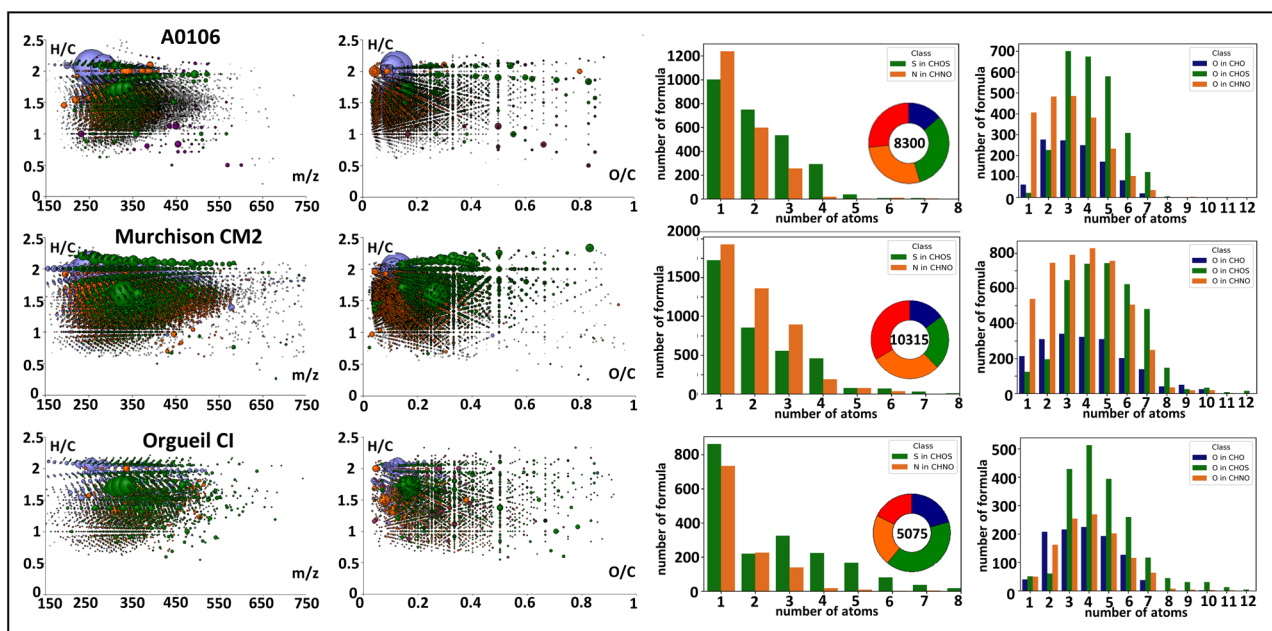 A0106
H/C
2.5
2
1.5
1
0.5
0
150 250 350 450 550 650 750
m/z
H/C
2.5
2
1.5
1
0.5
0
0 0.2 0.4 0.6 0.8 1
O/C
number of formula
1200
1000
800
600
400
200
0
1 2 3 4 5 6 7 8
number of atoms
Class
S in CHOS
N in CHNO
8300
number of formula
700
600
500
400
300
200
100
0
1 2 3 4 5 6 7 8 9 10 11 12
number of atoms
Class
O in CHO
O in CHOS
O in CHNO
Murchison CM2
H/C
2.5
2
1.5
1
0.5
0
150 250 350 450 550 650 750
m/z
H/C
2.5
2
1.5
1
0.5
0
0 0.2 0.4 0.6 0.8 1
O/C
number of formula
2000
1500
1000
500
0
1 2 3 4 5 6 7 8
number of atoms
Class
S in CHOS
N in CHNO
10315
number of formula
800
600
400
200
0
1 2 3 4 5 6 7 8 9 10 11 12
number of atoms
Class
O in CHO
O in CHOS
O in CHNO
Orgueil CI
H/C
2.5
2
1.5
1
0.5
0
150 250 350 450 550 650 750
m/z
H/C
2.5
2
1.5
1
0.5
0
0 0.2 0.4 0.6 0.8 1
O/C
number of formula
800
600
400
200
0
1 2 3 4 5 6 7 8
number of atoms
Class
S in CHOS
N in CHNO
5075
number of formula
500
400
300
200
100
0
1 2 3 4 5 6 7 8 9 10 11 12
number of atoms
Class
O in CHO
O in CHOS
O in CHNO